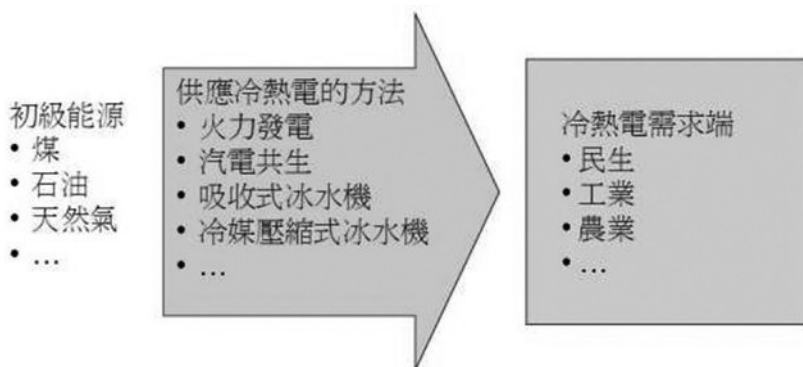 初級能源
• 煤
• 石油
• 天然氣
• …
供應冷熱電的方法
• 火力發電
• 汽電共生
• 吸收式冰水機
• 冷媒壓縮式冰水機
• …
冷熱電需求端
• 民生
• 工業
• 農業
• …